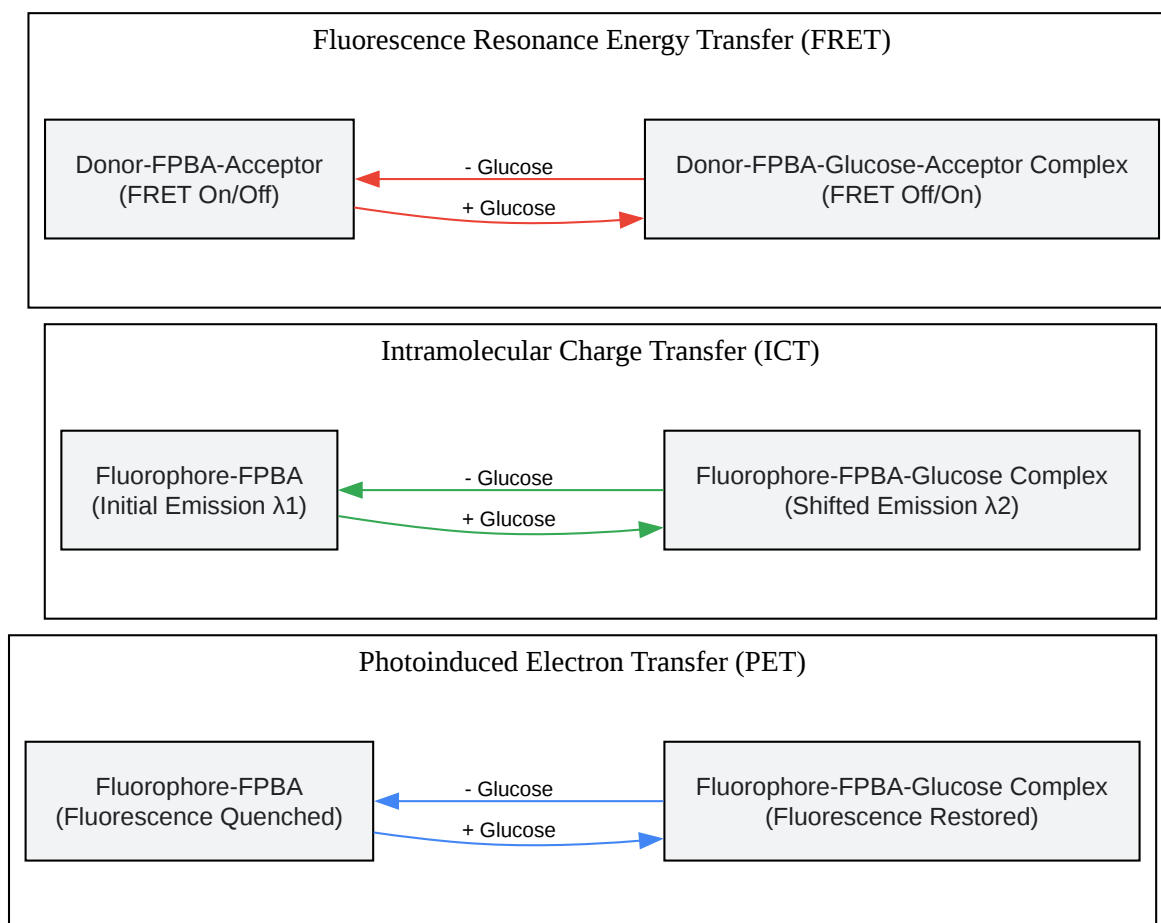 Fluorescence Resonance Energy Transfer (FRET)
Donor-FPBA-Acceptor
(FRET On/Off)
- Glucose
+ Glucose
Donor-FPBA-Glucose-Acceptor Complex
(FRET Off/On)
Intramolecular Charge Transfer (ICT)
Fluorophore-FPBA
(Initial Emission λ1)
- Glucose
+ Glucose
Fluorophore-FPBA-Glucose Complex
(Shifted Emission λ2)
Photoinduced Electron Transfer (PET)
Fluorophore-FPBA
(Fluorescence Quenched)
- Glucose
+ Glucose
Fluorophore-FPBA-Glucose Complex
(Fluorescence Restored)